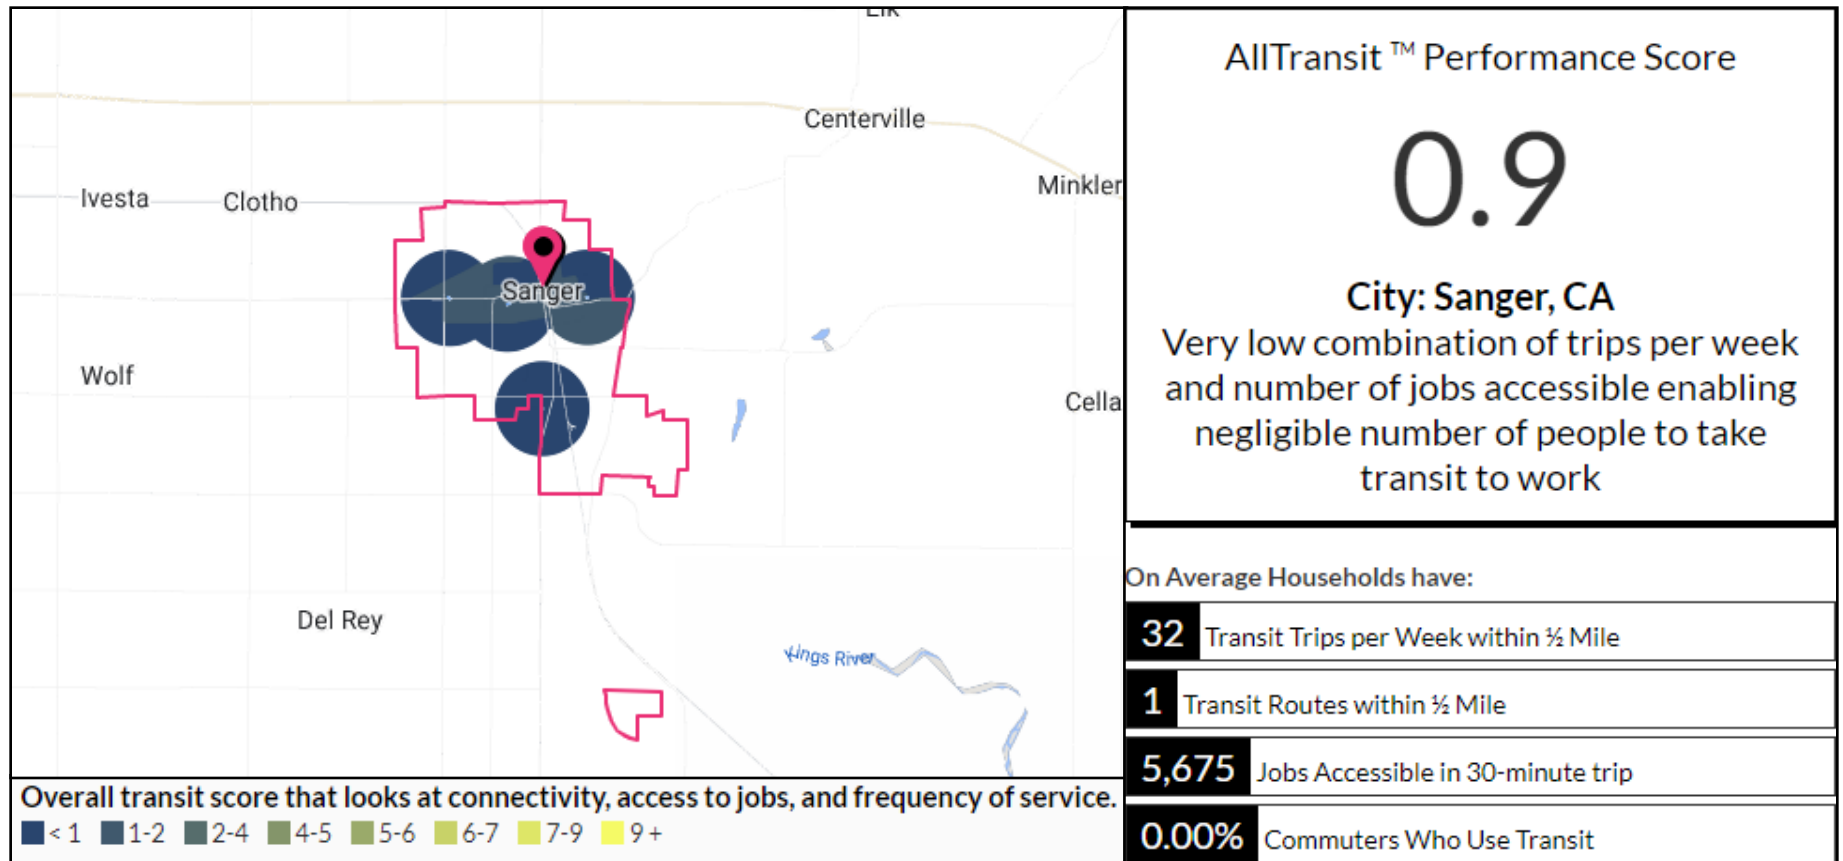 Centerville
Minkler
Ivesta
Clotho
Sanger
Wolf
Cella
Del Rey
Kings River
Overall transit score that looks at connectivity, access to jobs, and frequency of service.
< 1 1-2 2-4 4-5 5-6 6-7 7-9 9 +
AllTransit ™ Performance Score
0.9
City: Sanger, CA
Very low combination of trips per week
and number of jobs accessible enabling
negligible number of people to take
transit to work
On Average Households have:
32 Transit Trips per Week within ½ Mile
1 Transit Routes within ½ Mile
5,675 Jobs Accessible in 30-minute trip
0.00% Commuters Who Use Transit